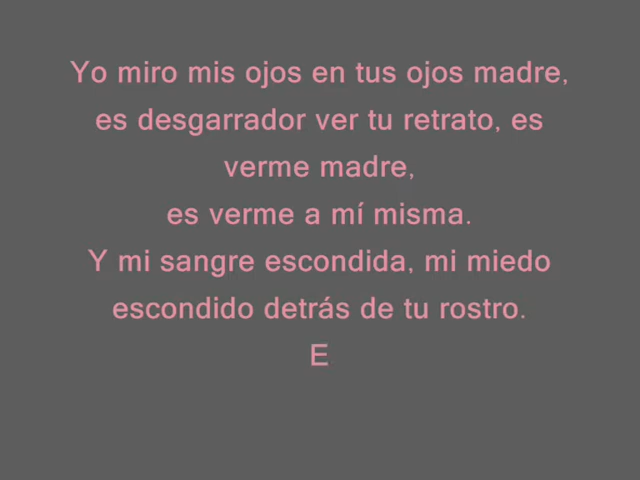 Yo miro mis ojos en tus ojos madre,
es desgarrador ver tu retrato, es
verme madre,
es verme a mí misma.
Y mi sangre escondida, mi miedo
escondido detrás de tu rostro.
E